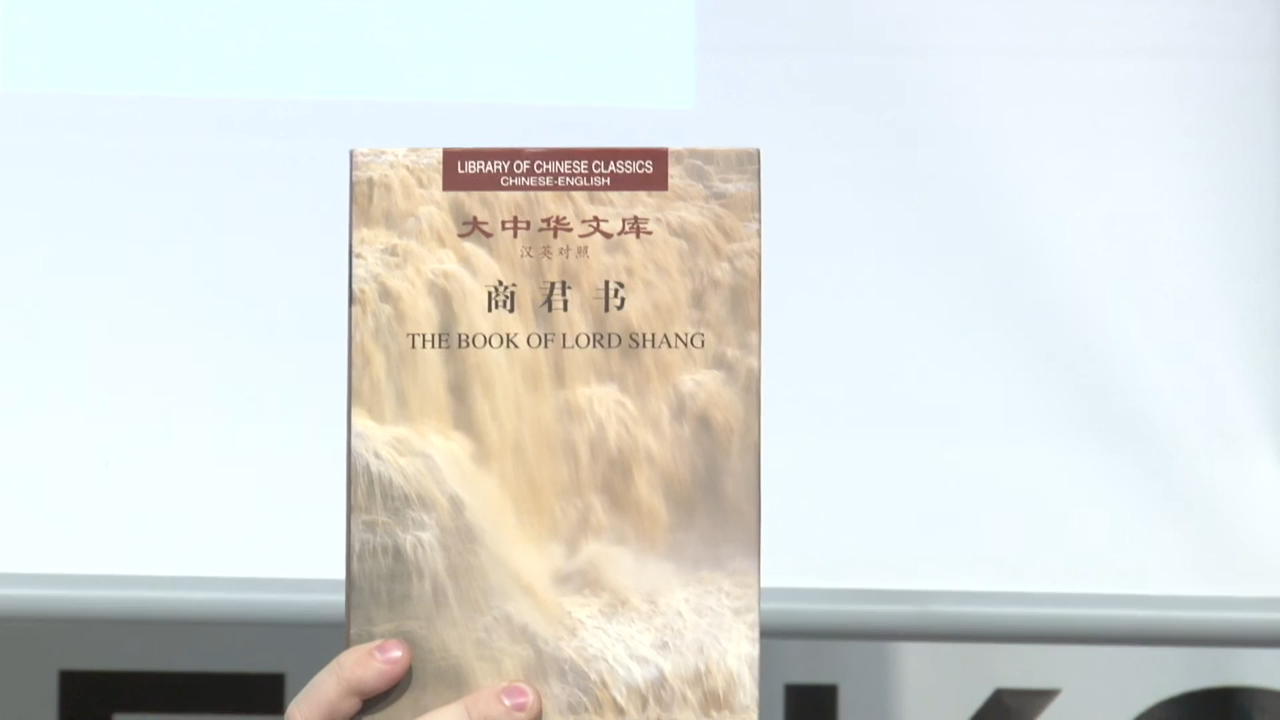 LIBRARY OF CHINESE CLASSICS
CHINESE-ENGLISH
大中华文库
汉英对照
商君书
THE BOOK OF LORD SHANG